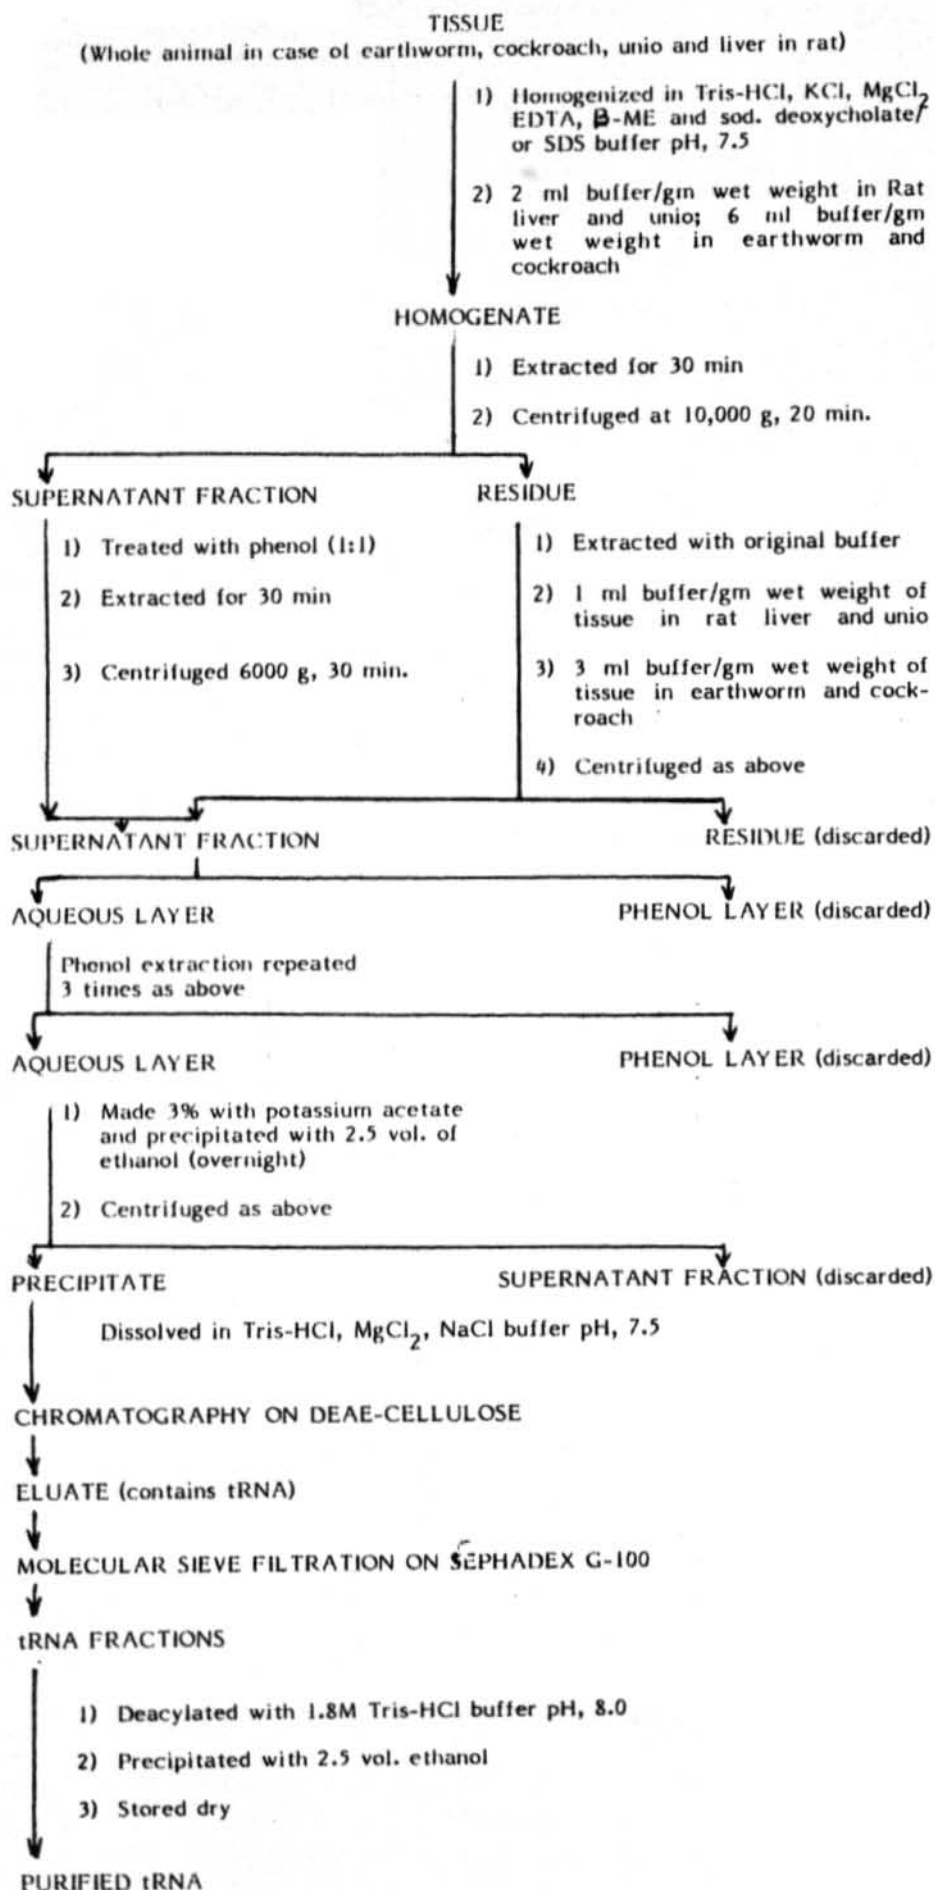 TISSUE
(Whole animal in case of earthworm, cockroach, unio and liver in rat)
1) Homogenized in Tris-HCl, KCl, MgCl₂
EDTA, β-ME and sod. deoxycholate/
or SDS buffer pH, 7.5
2) 2 ml buffer/gm wet weight in Rat
liver and unio; 6 ml buffer/gm
wet weight in earthworm and
cockroach
HOMOGENATE
1) Extracted for 30 min
2) Centrifuged at 10,000 g, 20 min.
SUPERNATANT FRACTION
1) Treated with phenol (1:1)
2) Extracted for 30 min
3) Centrifuged 6000 g, 30 min.
RESIDUE
1) Extracted with original buffer
2) 1 ml buffer/gm wet weight of
tissue in rat liver and unio
3) 3 ml buffer/gm wet weight of
tissue in earthworm and cock-
roach
4) Centrifuged as above
SUPERNATANT FRACTION
RESIDUE (discarded)
AQUEOUS LAYER
PHENOL LAYER (discarded)
Phenol extraction repeated
3 times as above
AQUEOUS LAYER
PHENOL LAYER (discarded)
1) Made 3% with potassium acetate
and precipitated with 2.5 vol. of
ethanol (overnight)
2) Centrifuged as above
PRECIPITATE
SUPERNATANT FRACTION (discarded)
Dissolved in Tris-HCl, MgCl₂, NaCl buffer pH, 7.5
CHROMATOGRAPHY ON DEAE-CELLULOSE
ELUATE (contains tRNA)
MOLECULAR SIEVE FILTRATION ON SEPHADEX G-100
tRNA FRACTIONS
1) Deacylated with 1.8M Tris-HCl buffer pH, 8.0
2) Precipitated with 2.5 vol. ethanol
3) Stored dry
PURIFIED tRNA